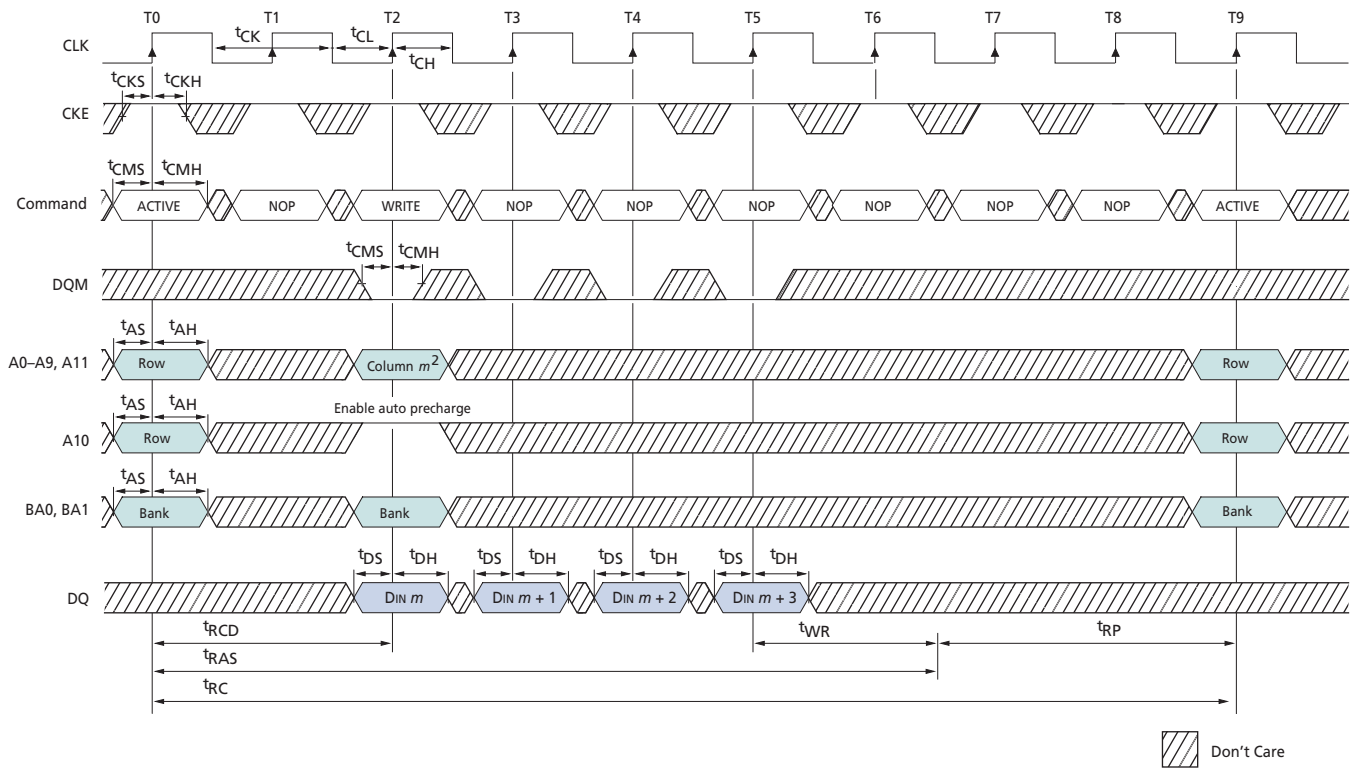 T0 T1 T2 T3 T4 T5 T6 T7 T8 T9
CLK
tCK tCL
tCH
tCKS tCKH
CKE
tCMS tCMH
Command ACTIVE NOP WRITE NOP NOP NOP NOP NOP NOP ACTIVE
tCMS tCMH
DQM
tAS tAH
A0–A9, A11 Row Column m2 Row
tAS tAH Enable auto precharge
A10 Row Row
tAS tAH
BA0, BA1 Bank Bank Bank
tDS tDH tDS tDH tDS tDH tDS tDH
DQ DIN m DIN m + 1 DIN m + 2 DIN m + 3
tRCD tWR tRP
tRAS
tRC
Don't Care